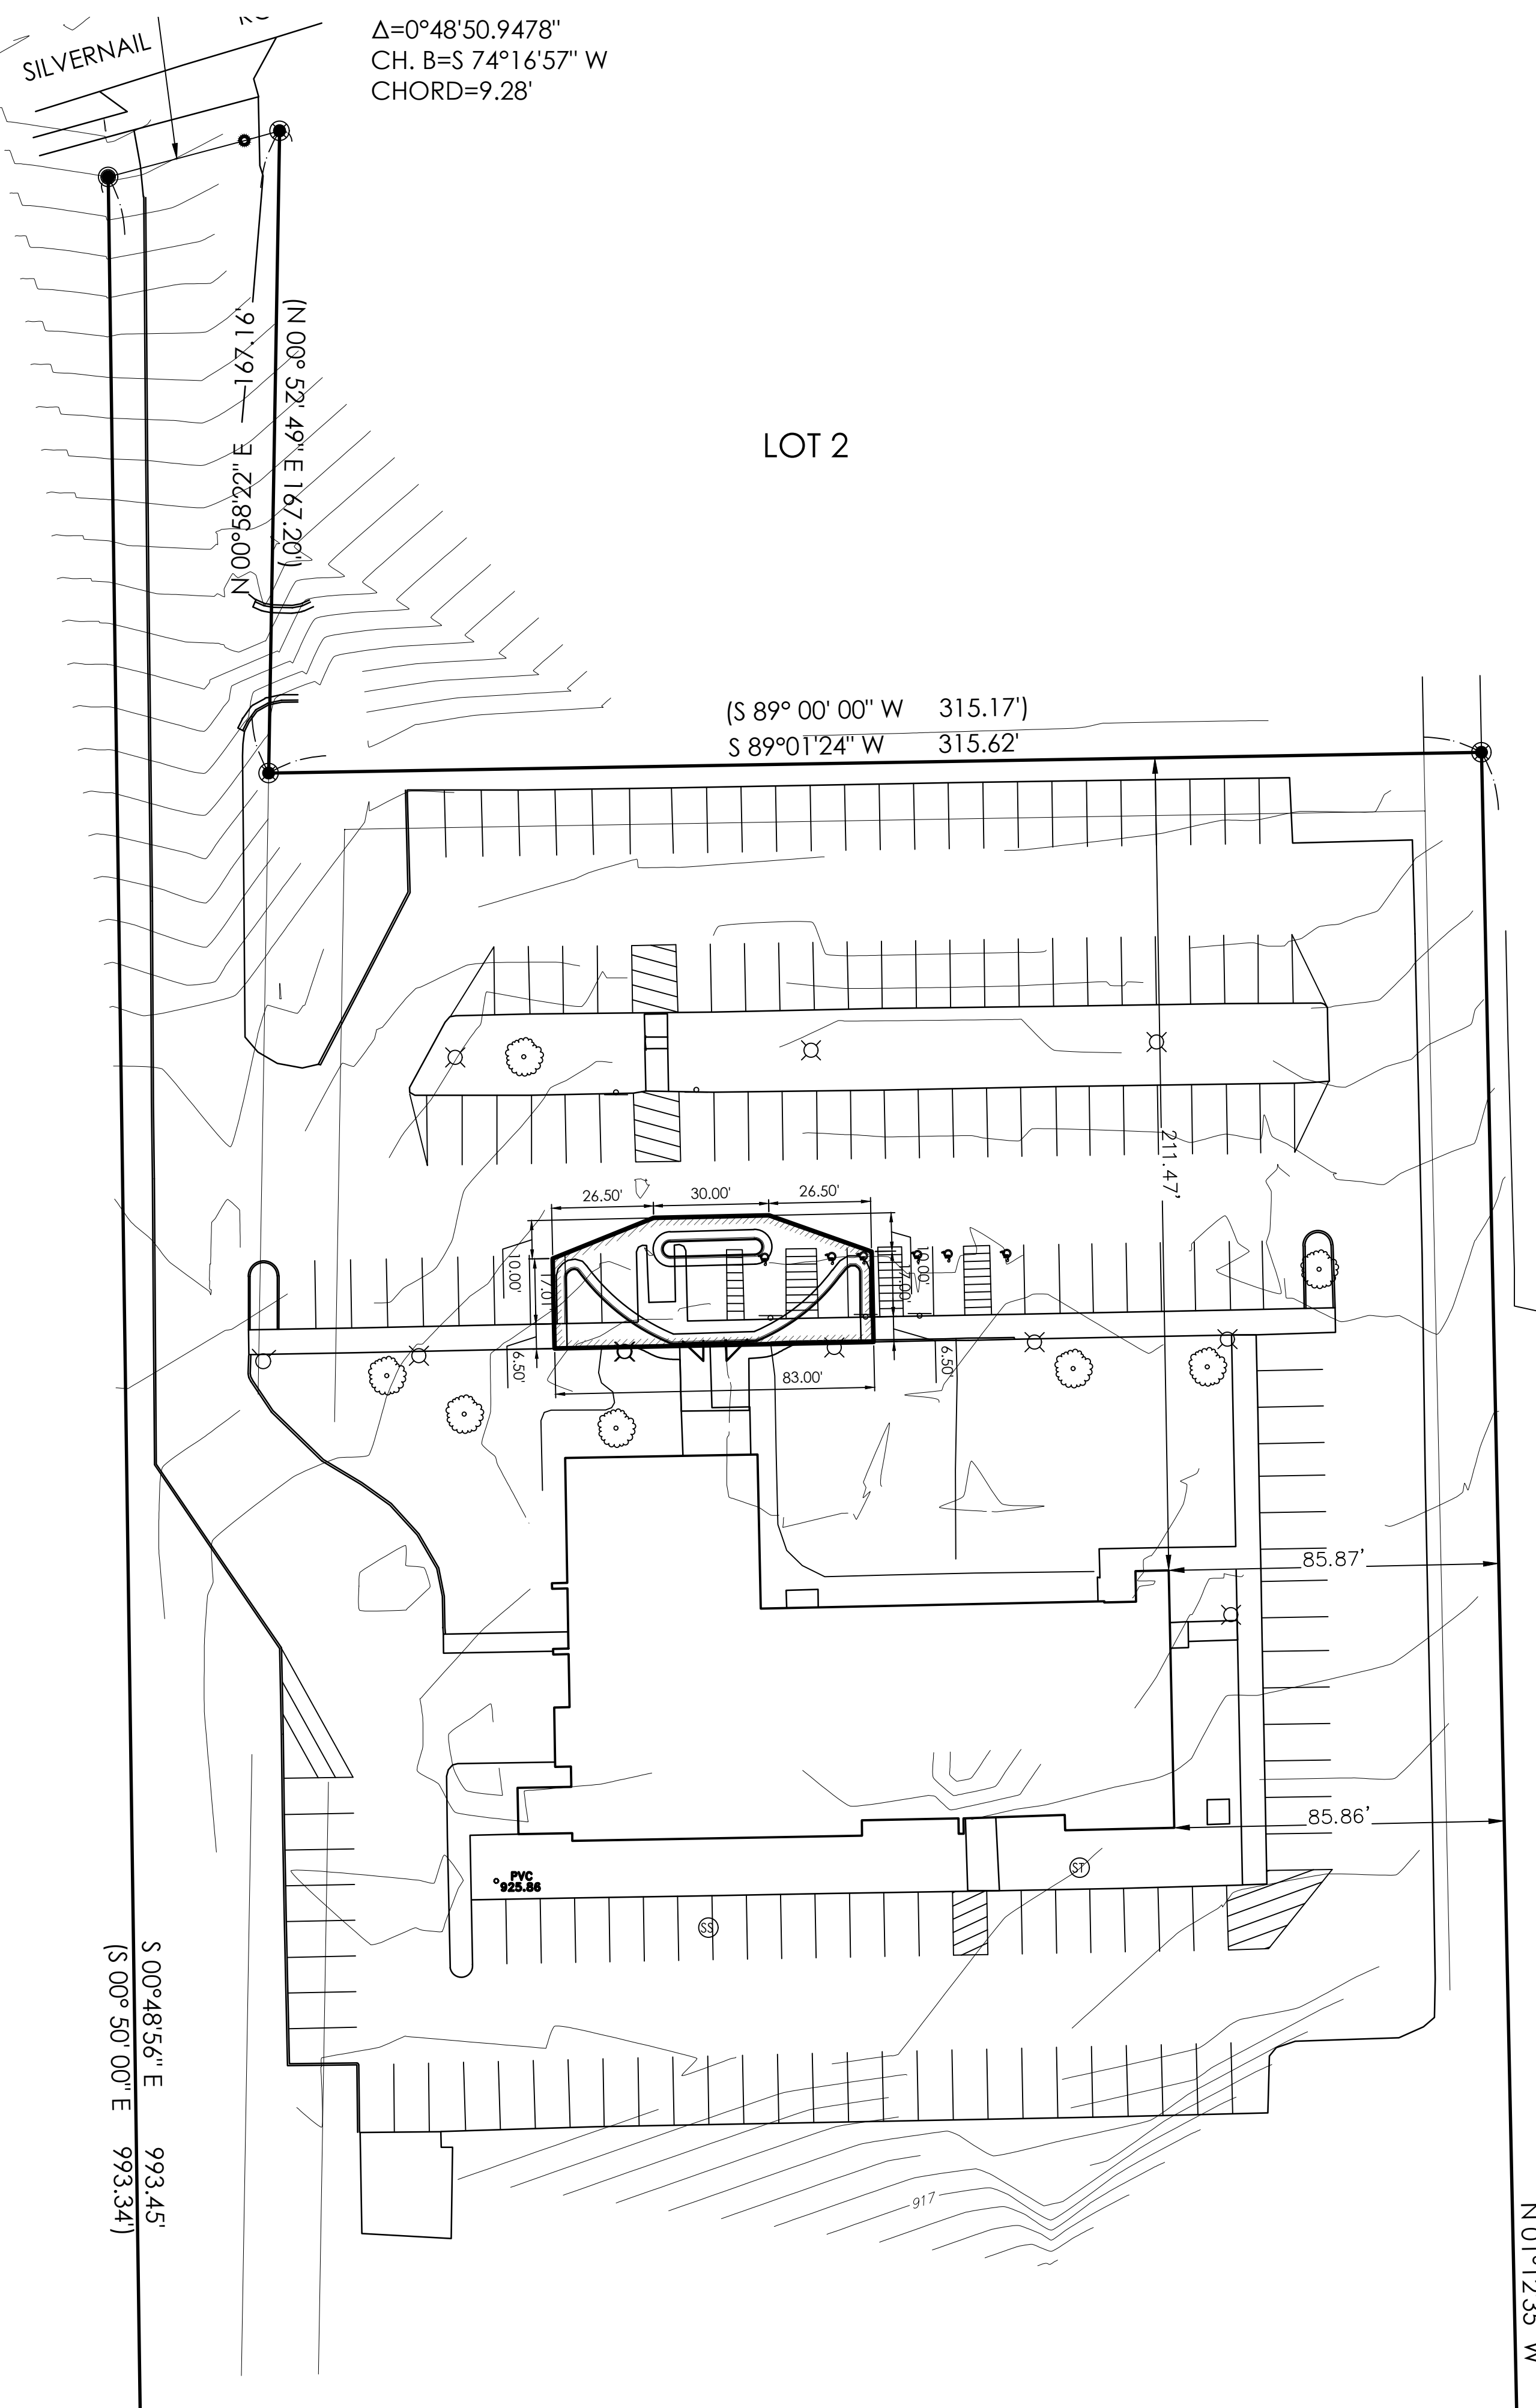 SILVERNAIL
Δ=0°48'50.9478"
CH. B=S 74°16'57" W
CHORD=9.28'
N 00°58'22" E 167.16'
(N 00° 52' 49" E 167.20')
LOT 2
(S 89° 00' 00" W 315.17')
S 89°01'24" W 315.62'
211.47'
26.50'
30.00'
26.50'
10.00'
17.01'
6.50'
10.00'
17.00'
6.50'
83.00'
85.87'
85.86'
PVC
925.86
ST
SS
S 00°48'56" E 993.45'
(S 00° 50' 00" E 993.34')
917
N 01°12'35" W